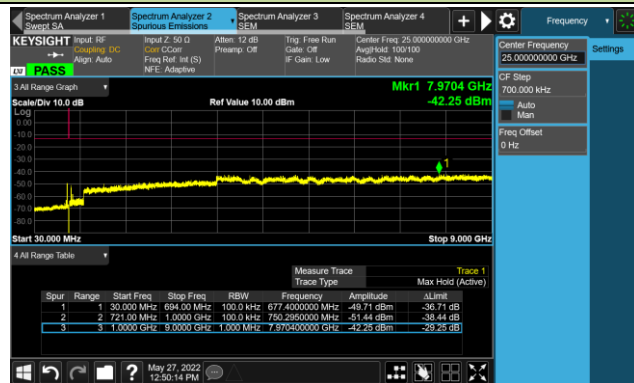 Spectrum Analyzer 1
Swept SA
Spectrum Analyzer 2
Spurious Emissions
Spectrum Analyzer 3
SEM
Spectrum Analyzer 4
SEM
Frequency
KEYSIGHT
Input: RF
Coupling: DC
Align: Auto
Input Z: 50 Ω
Corr CCorr
Freq Ref: Int (S)
NFE: Adaptive
Atten: 12 dB
Preamp: Off
Trig: Free Run
Gate: Off
IF Gain: Low
Center Freq: 25.000000000 GHz
Avg|Hold: 100/100
Radio Std: None
LXI PASS
Center Frequency
25.000000000 GHz
Settings
CF Step
700.000 kHz
Auto
Man
Freq Offset
0 Hz
3 All Range Graph
Mkr1 7.9704 GHz
Scale/Div 10.0 dB
Ref Value 10.00 dBm
-42.25 dBm
Log
0.00
-10.0
-20.0
-30.0
-40.0
-50.0
-60.0
-70.0
-80.0
1
Start 30.000 MHz
Stop 9.000 GHz
4 All Range Table
Measure Trace Trace 1
Trace Type Max Hold (Active)
Spur Range Start Freq Stop Freq RBW Frequency Amplitude ΔLimit
1 1 30.000 MHz 694.00 MHz 100.0 kHz 677.4000000 MHz -49.71 dBm -36.71 dB
2 2 721.00 MHz 1.0000 GHz 100.0 kHz 750.2950000 MHz -51.44 dBm -38.44 dB
3 3 1.0000 GHz 9.0000 GHz 1.000 MHz 7.970400000 GHz -42.25 dBm -29.25 dB
May 27, 2022
12:50:14 PM